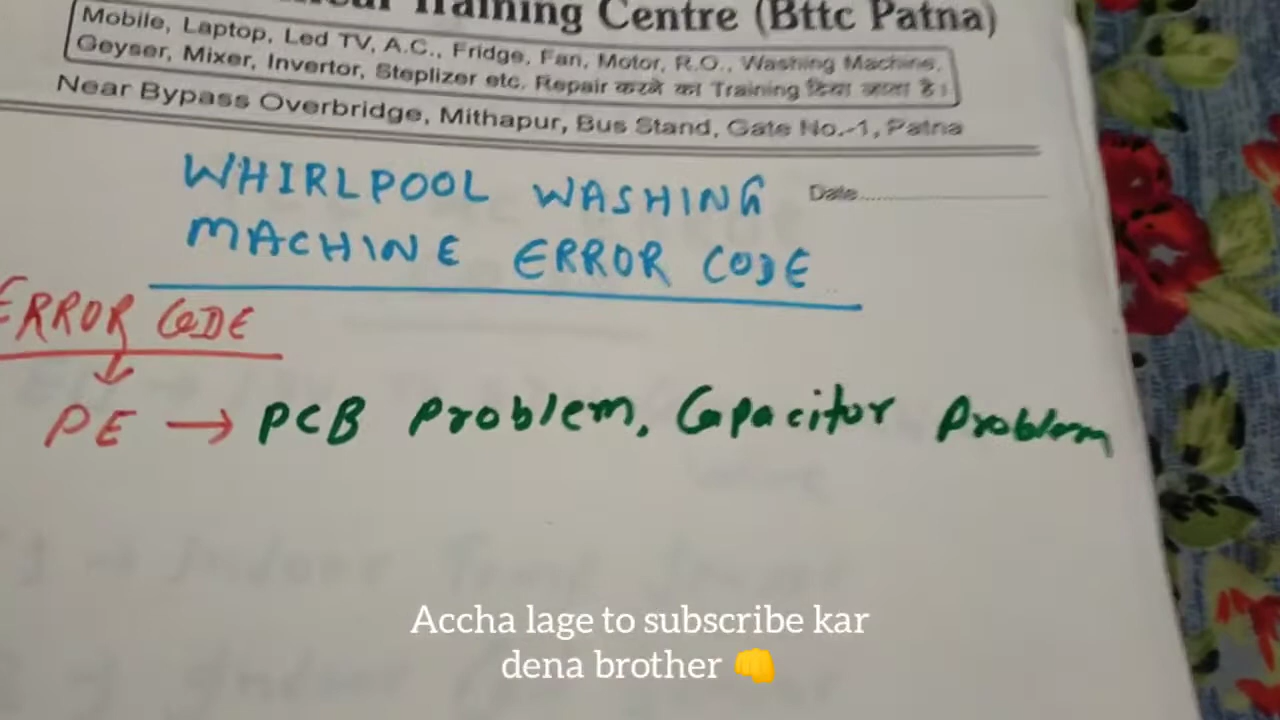 Training Centre (Bttc Patna)
Mobile, Laptop, Led TV, A.C., Fridge, Fan, Motor, R.O., Washing Machine,
Geyser, Mixer, Invertor, Steplizer etc. Repair करने का Training दिया जाता है।
Near Bypass Overbridge, Mithapur, Bus Stand, Gate No.-1, Patna
Date
WHIRLPOOL WASHING
MACHINE ERROR CODE
ERROR CODE
PE → PCB Problem, Capacitor Problem
Accha lage to subscribe kar
dena brother 👊